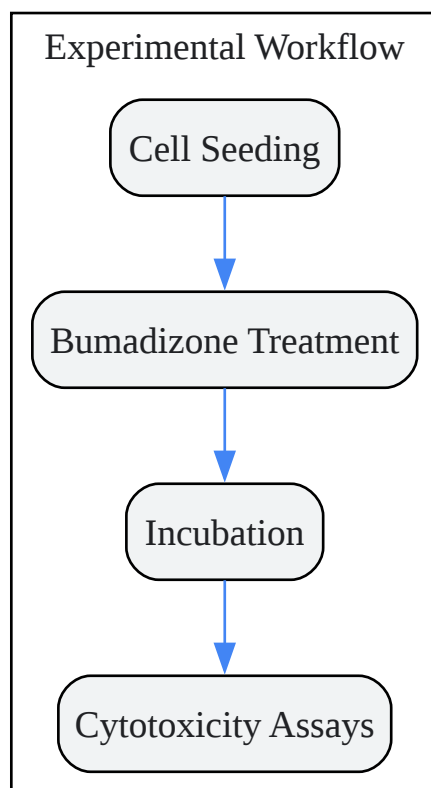 Experimental Workflow
Cell Seeding
Bumadizone Treatment
Incubation
Cytotoxicity Assays